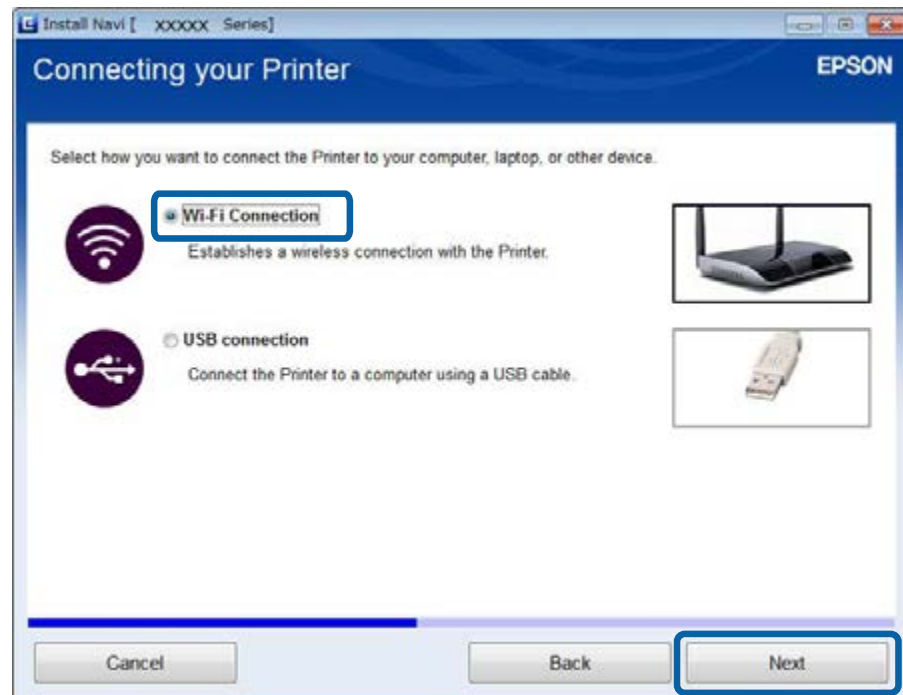 Install Navi [ XXXXX Series]
Connecting your Printer
EPSON
Select how you want to connect the Printer to your computer, laptop, or other device.
Wi-Fi Connection
Establishes a wireless connection with the Printer.
USB connection
Connect the Printer to a computer using a USB cable.
Cancel
Back
Next